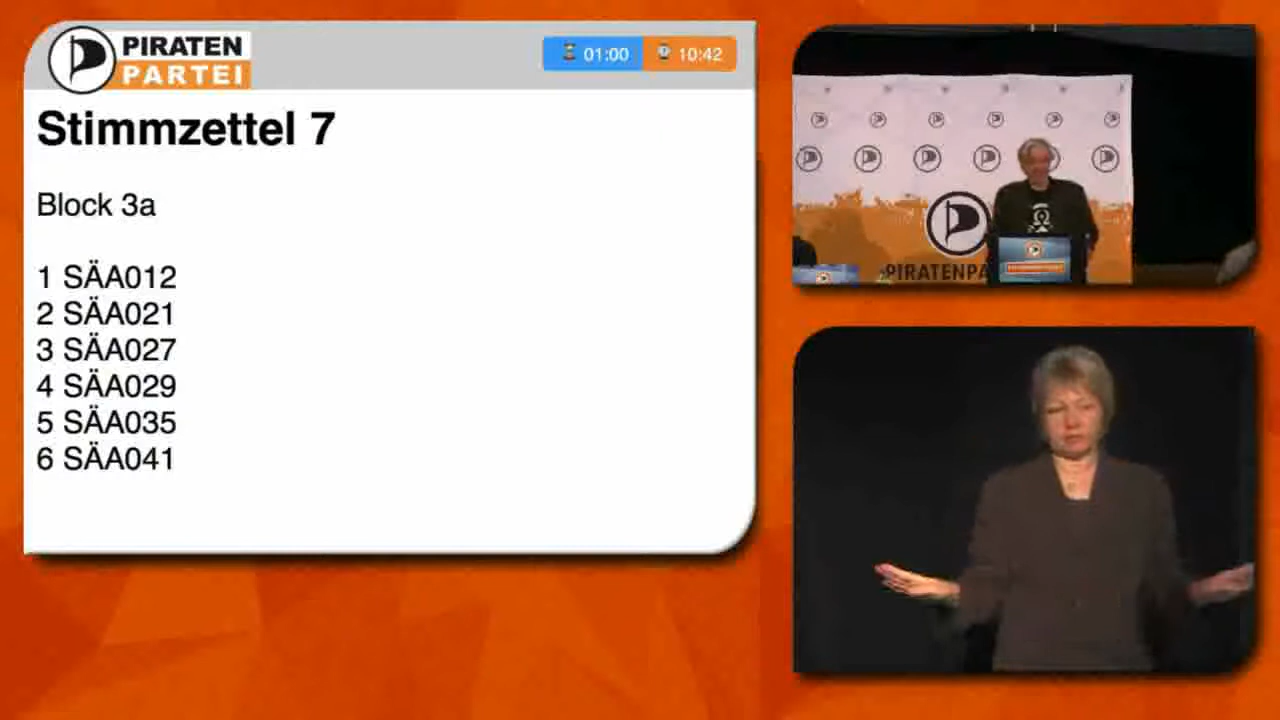 PIRATEN
PARTEI
01:00
10:42
Stimmzettel 7
Block 3a
1 SÄA012
2 SÄA021
3 SÄA027
4 SÄA029
5 SÄA035
6 SÄA041
PIRATENPA